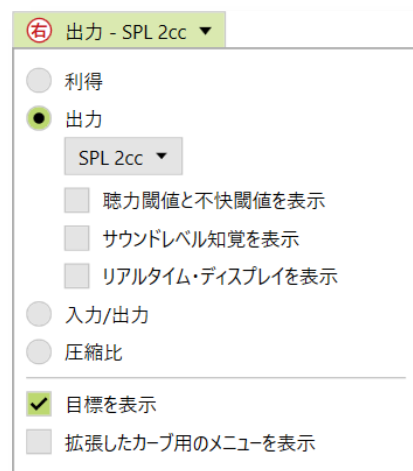 右 出力 - SPL 2cc ▼
利得
出力
SPL 2cc ▼
聴力閾値と不快閾値を表示
サウンドレベル知覚を表示
リアルタイム・ディスプレイを表示
入力/出力
圧縮比
目標を表示
拡張したカーブ用のメニューを表示